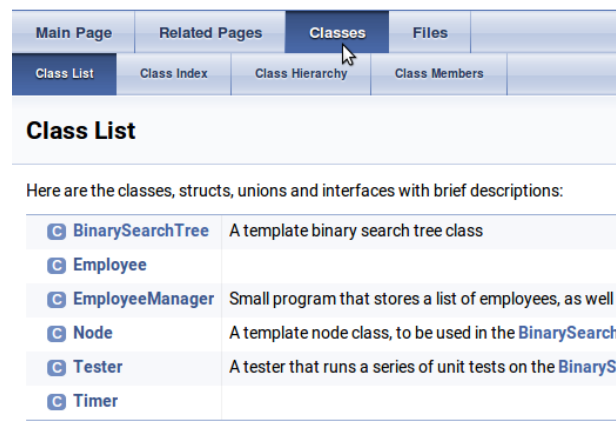 Main Page Related Pages Classes Files
Class List Class Index Class Hierarchy Class Members
Class List
Here are the classes, structs, unions and interfaces with brief descriptions:
C BinarySearchTree A template binary search tree class
C Employee
C EmployeeManager Small program that stores a list of employees, as well
C Node A template node class, to be used in the BinarySearch
C Tester A tester that runs a series of unit tests on the BinaryS
C Timer